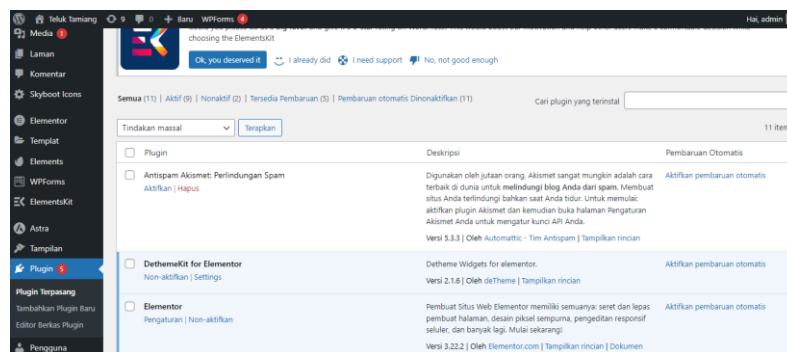 Teluk Tamiang 9 0 + Baru WPForms 4 Hai, admin
Media 1
Laman
Komentar
Skyboot Icons
Elementor
Templat
Elements
WPForms
ElementsKit
Astra
Tampilan
Plugin 5
Plugin Terpasang
Tambahkan Plugin Baru
Editor Berkas Plugin
Pengguna
choosing the ElementsKit
Ok, you deserved it I already did I need support No, not good enough
Semua (11) | Aktif (9) | Nonaktif (2) | Tersedia Pembaruan (5) | Pembaruan otomatis Dinonaktifkan (11)
Cari plugin yang terinstal
Tindakan massal Terapkan
11 item
Plugin Deskripsi Pembaruan Otomatis
Antispam Akismet: Perlindungan Spam
Aktifkan | Hapus
Digunakan oleh jutaan orang, Akismet sangat mungkin adalah cara
terbaik di dunia untuk melindungi blog Anda dari spam. Membuat
situs Anda terlindungi bahkan saat Anda tidur. Untuk memulai:
aktifkan plugin Akismet dan kemudian buka halaman Pengaturan
Akismet Anda untuk mengatur kunci API Anda.
Versi 5.3.3 | Oleh Automattic - Tim Antispam | Tampilkan rincian
Aktifkan pembaruan otomatis
DethemeKit for Elementor
Non-aktifkan | Settings
Detheme Widgets for elementor.
Versi 2.1.6 | Oleh deTheme | Tampilkan rincian
Aktifkan pembaruan otomatis
Elementor
Pengaturan | Non-aktifkan
Pembuat Situs Web Elementor memiliki semuanya: seret dan lepas
pembuat halaman, desain piksel sempurna, pengeditan responsif
seluler, dan banyak lagi. Mulai sekarang!
Versi 3.22.2 | Oleh Elementor.com | Tampilkan rincian | Dokumen
Aktifkan pembaruan otomatis